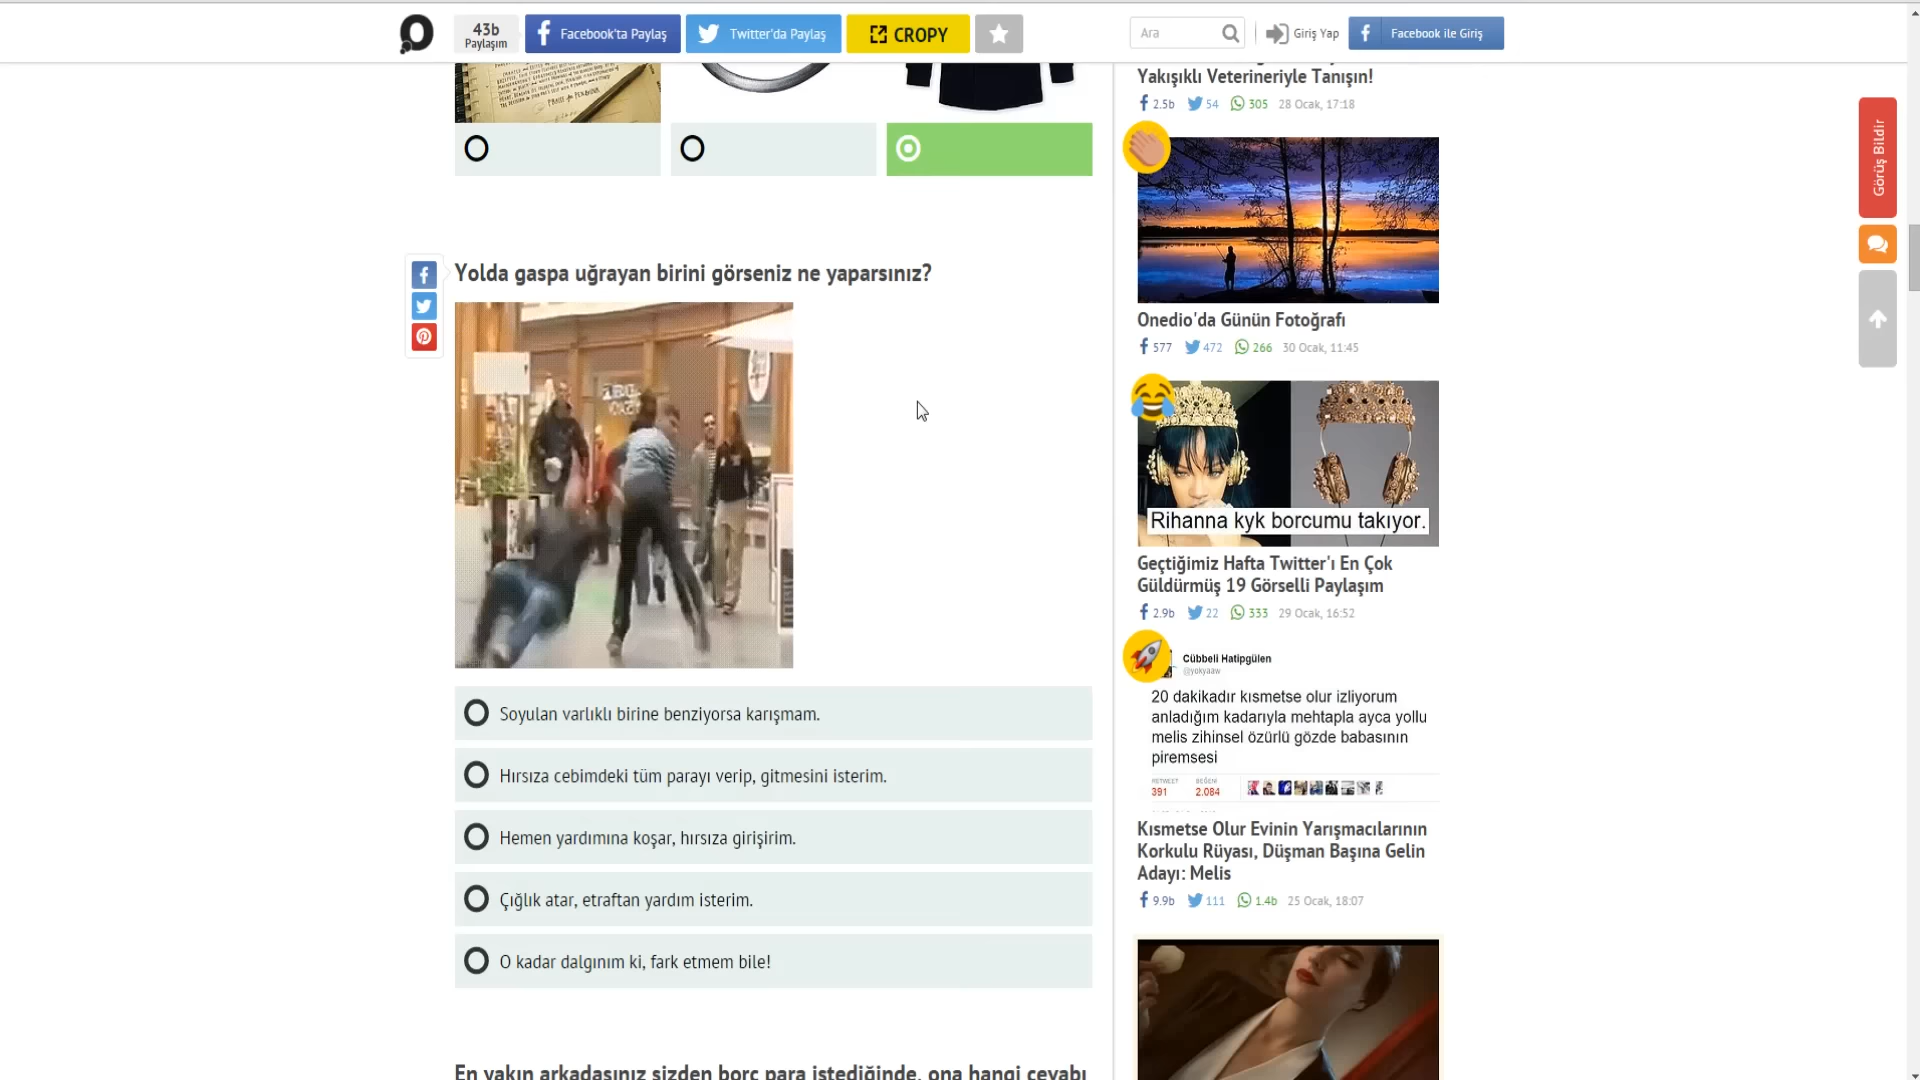 43b
Paylaşım
Facebook'ta Paylaş
Twitter'da Paylaş
CROPY
Ara
Giriş Yap
Facebook ile Giriş
Yakışıklı Veterineriyle Tanışın!
2.5b 54 305 28 Ocak, 17:18
Görüş Bildir
Yolda gaspa uğrayan birini görseniz ne yaparsınız?
Onedio'da Günün Fotoğrafı
577 472 266 30 Ocak, 11:45
Rihanna kyk borcumu takıyor.
Geçtiğimiz Hafta Twitter'ı En Çok
Güldürmüş 19 Görselli Paylaşım
2.9b 22 333 29 Ocak, 16:52
Cübbeli Hatipgülen
@yokyaaw
20 dakikadır kısmetse olur izliyorum
anladığım kadarıyla mehtapla ayca yollu
melis zihinsel özürlü gözde babasının
piremsesi
RETWEET BEĞENİ
391 2.084
Soyulan varlıklı birine benziyorsa karışmam.
Hırsıza cebimdeki tüm parayı verip, gitmesini isterim.
Hemen yardımına koşar, hırsıza girişirim.
Çığlık atar, etraftan yardım isterim.
O kadar dalgınım ki, fark etmem bile!
Kısmetse Olur Evinin Yarışmacılarının
Korkulu Rüyası, Düşman Başına Gelin
Adayı: Melis
9.9b 111 1.4b 25 Ocak, 18:07
En yakın arkadaşınız sizden borç para istediğinde, ona hangi cevabı